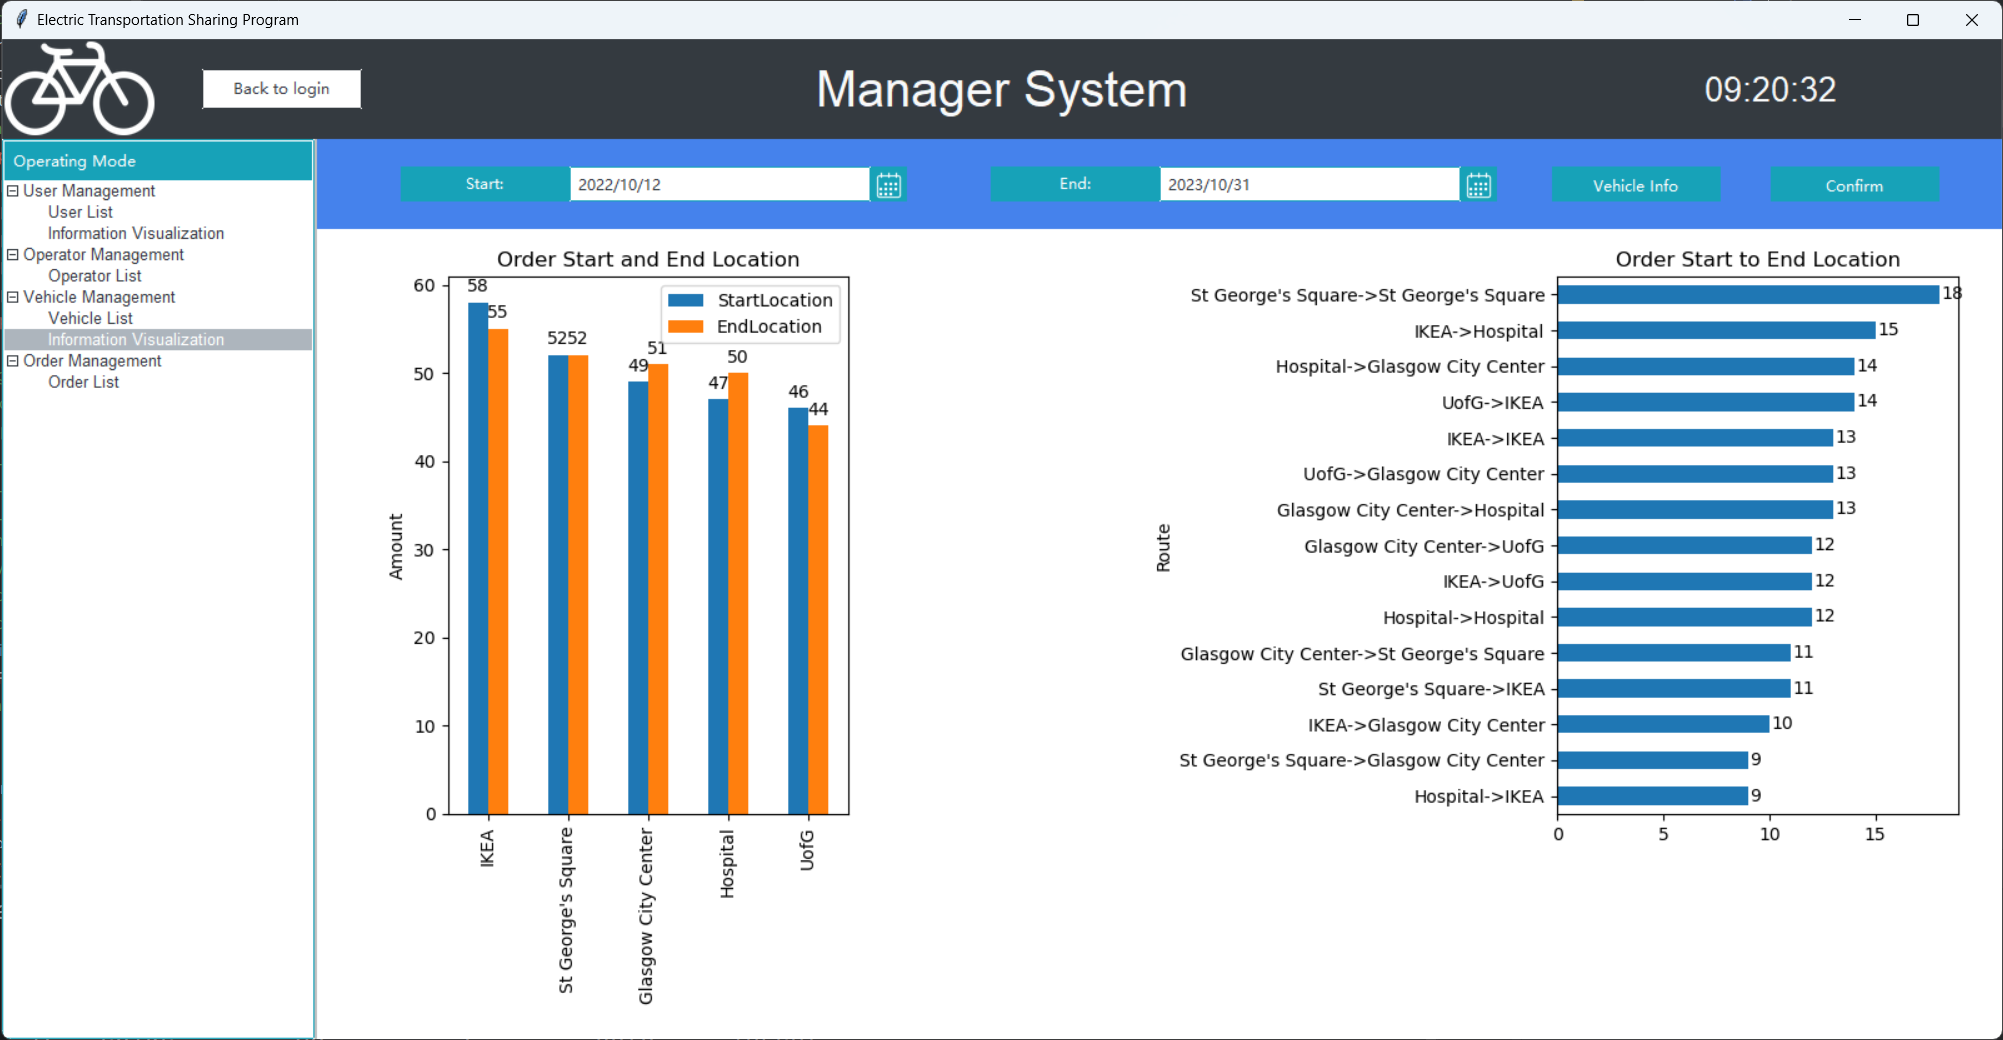 Electric Transportation Sharing Program
Back to login
Manager System
09:20:32
Operating Mode
User Management
User List
Information Visualization
Operator Management
Operator List
Vehicle Management
Vehicle List
Information Visualization
Order Management
Order List
Start:
2022/10/12
End:
2023/10/31
Vehicle Info
Confirm
Order Start and End Location
StartLocation
EndLocation
Amount
60
50
40
30
20
10
0
58
55
52
52
49
51
47
50
46
44
IKEA
St George's Square
Glasgow City Center
Hospital
UofG
Order Start to End Location
Route
St George's Square->St George's Square 18
IKEA->Hospital 15
Hospital->Glasgow City Center 14
UofG->IKEA 14
IKEA->IKEA 13
UofG->Glasgow City Center 13
Glasgow City Center->Hospital 13
Glasgow City Center->UofG 12
IKEA->UofG 12
Hospital->Hospital 12
Glasgow City Center->St George's Square 11
St George's Square->IKEA 11
IKEA->Glasgow City Center 10
St George's Square->Glasgow City Center 9
Hospital->IKEA 9
0 5 10 15